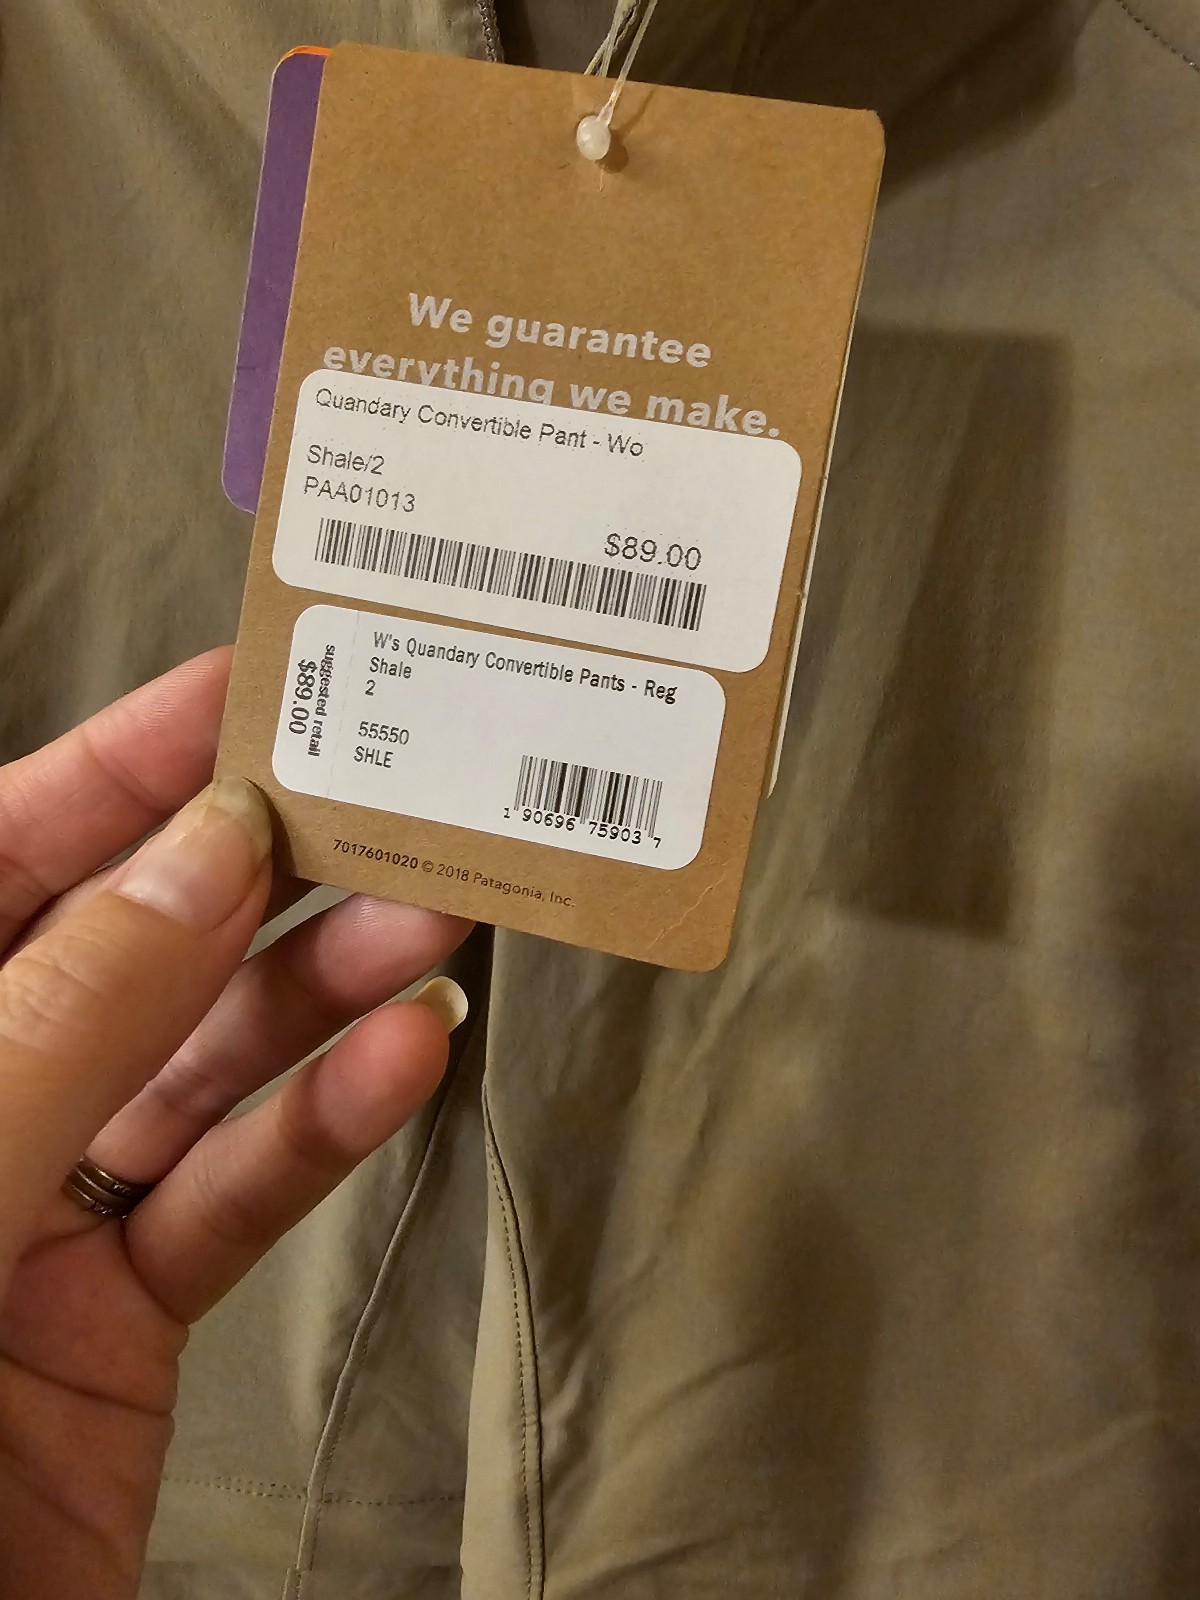 We guarantee
everything we make.
Quandary Convertible Pant - Wo
Shale/2
PAA01013
$89.00
W's Quandary Convertible Pants - Reg
Shale
2
55550
SHLE
suggested retail
$89.00
1 90696 75903 7
7017601020 © 2018 Patagonia, Inc.